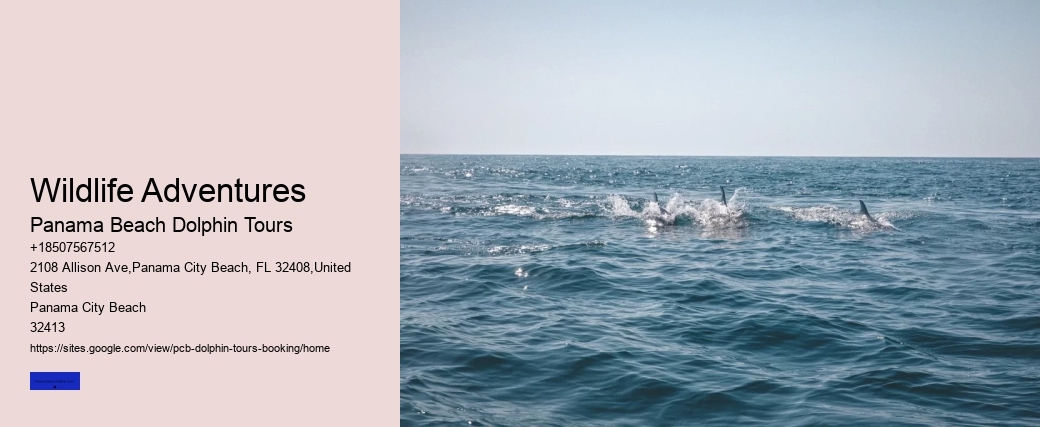 Wildlife Adventures
Panama Beach Dolphin Tours
+18507567512
2108 Allison Ave,Panama City Beach, FL 32408,United
States
Panama City Beach
32413
https://sites.google.com/view/pcb-dolphin-tours-booking/home